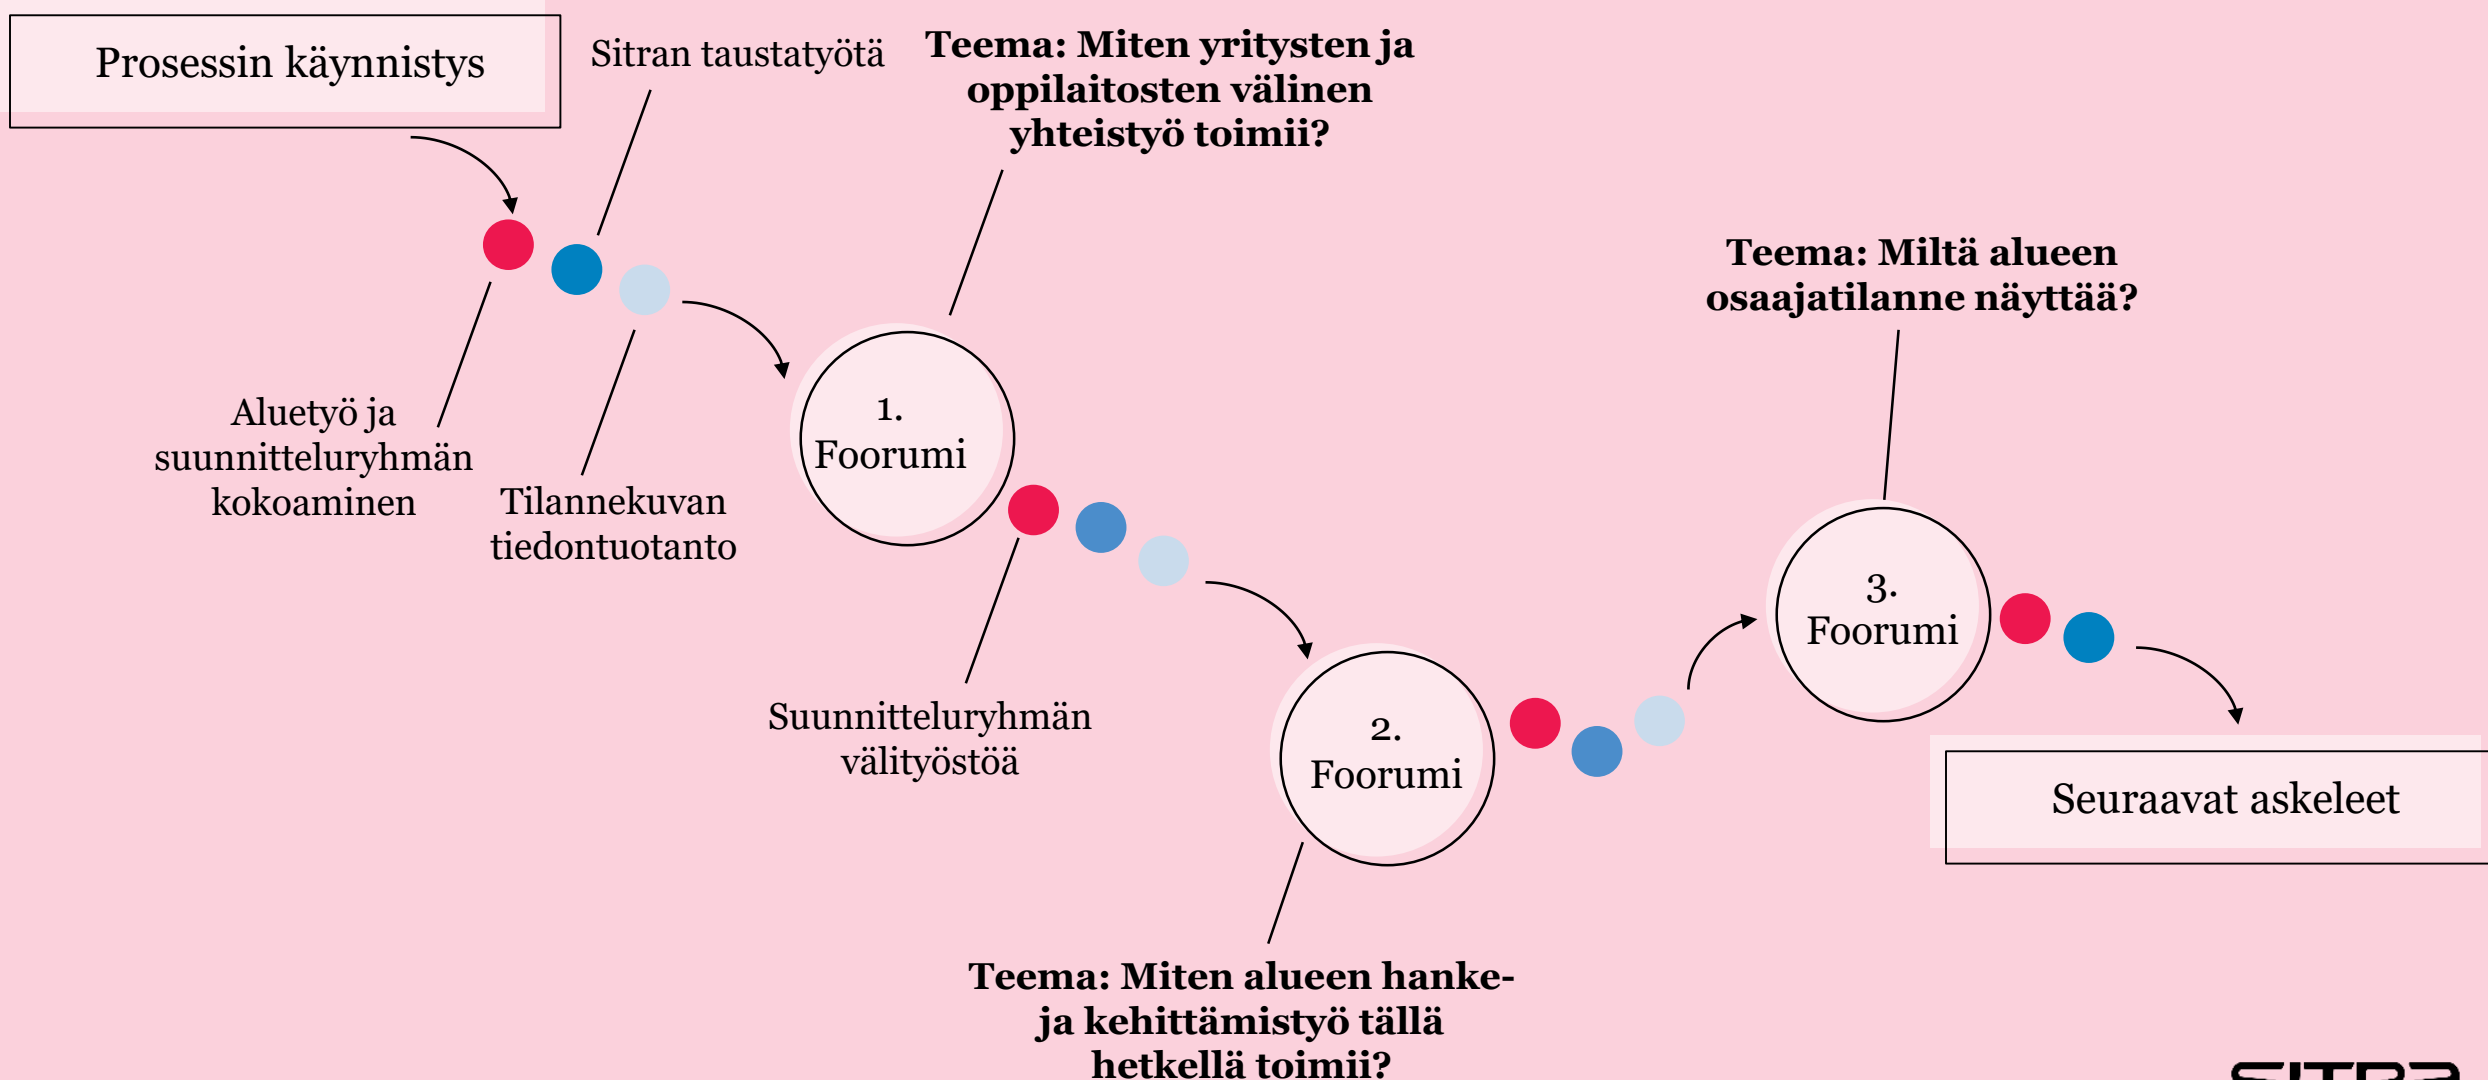 Prosessin käynnistys
Sitran taustatyötä
Teema: Miten yritysten ja
oppilaitosten välinen
yhteistyö toimii?
Teema: Miltä alueen
osaajatilanne näyttää?
Aluetyö ja
suunnitteluryhmän
kokoaminen
Tilannekuvan
tiedontuotanto
1.
Foorumi
Suunnitteluryhmän
välityöstöä
2.
Foorumi
3.
Foorumi
Seuraavat askeleet
Teema: Miten alueen hanke-
ja kehittämistyö tällä
hetkellä toimii?
SITRA